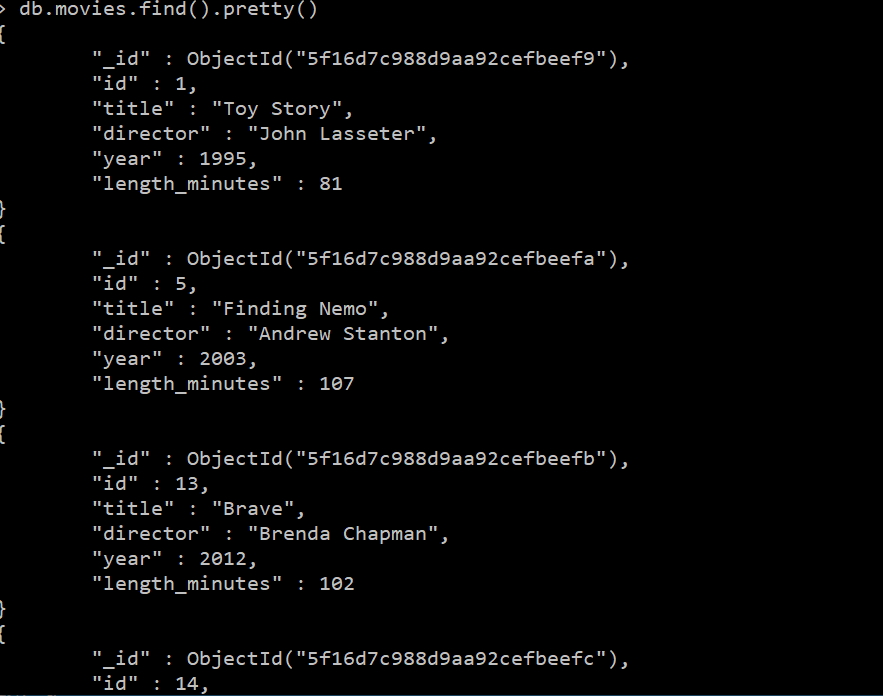 > db.movies.find().pretty()
{
"_id" : ObjectId("5f16d7c988d9aa92cefbeef9"),
"id" : 1,
"title" : "Toy Story",
"director" : "John Lasseter",
"year" : 1995,
"length_minutes" : 81
}
{
"_id" : ObjectId("5f16d7c988d9aa92cefbeefa"),
"id" : 5,
"title" : "Finding Nemo",
"director" : "Andrew Stanton",
"year" : 2003,
"length_minutes" : 107
}
{
"_id" : ObjectId("5f16d7c988d9aa92cefbeefb"),
"id" : 13,
"title" : "Brave",
"director" : "Brenda Chapman",
"year" : 2012,
"length_minutes" : 102
}
{
"_id" : ObjectId("5f16d7c988d9aa92cefbeefc"),
"id" : 14,